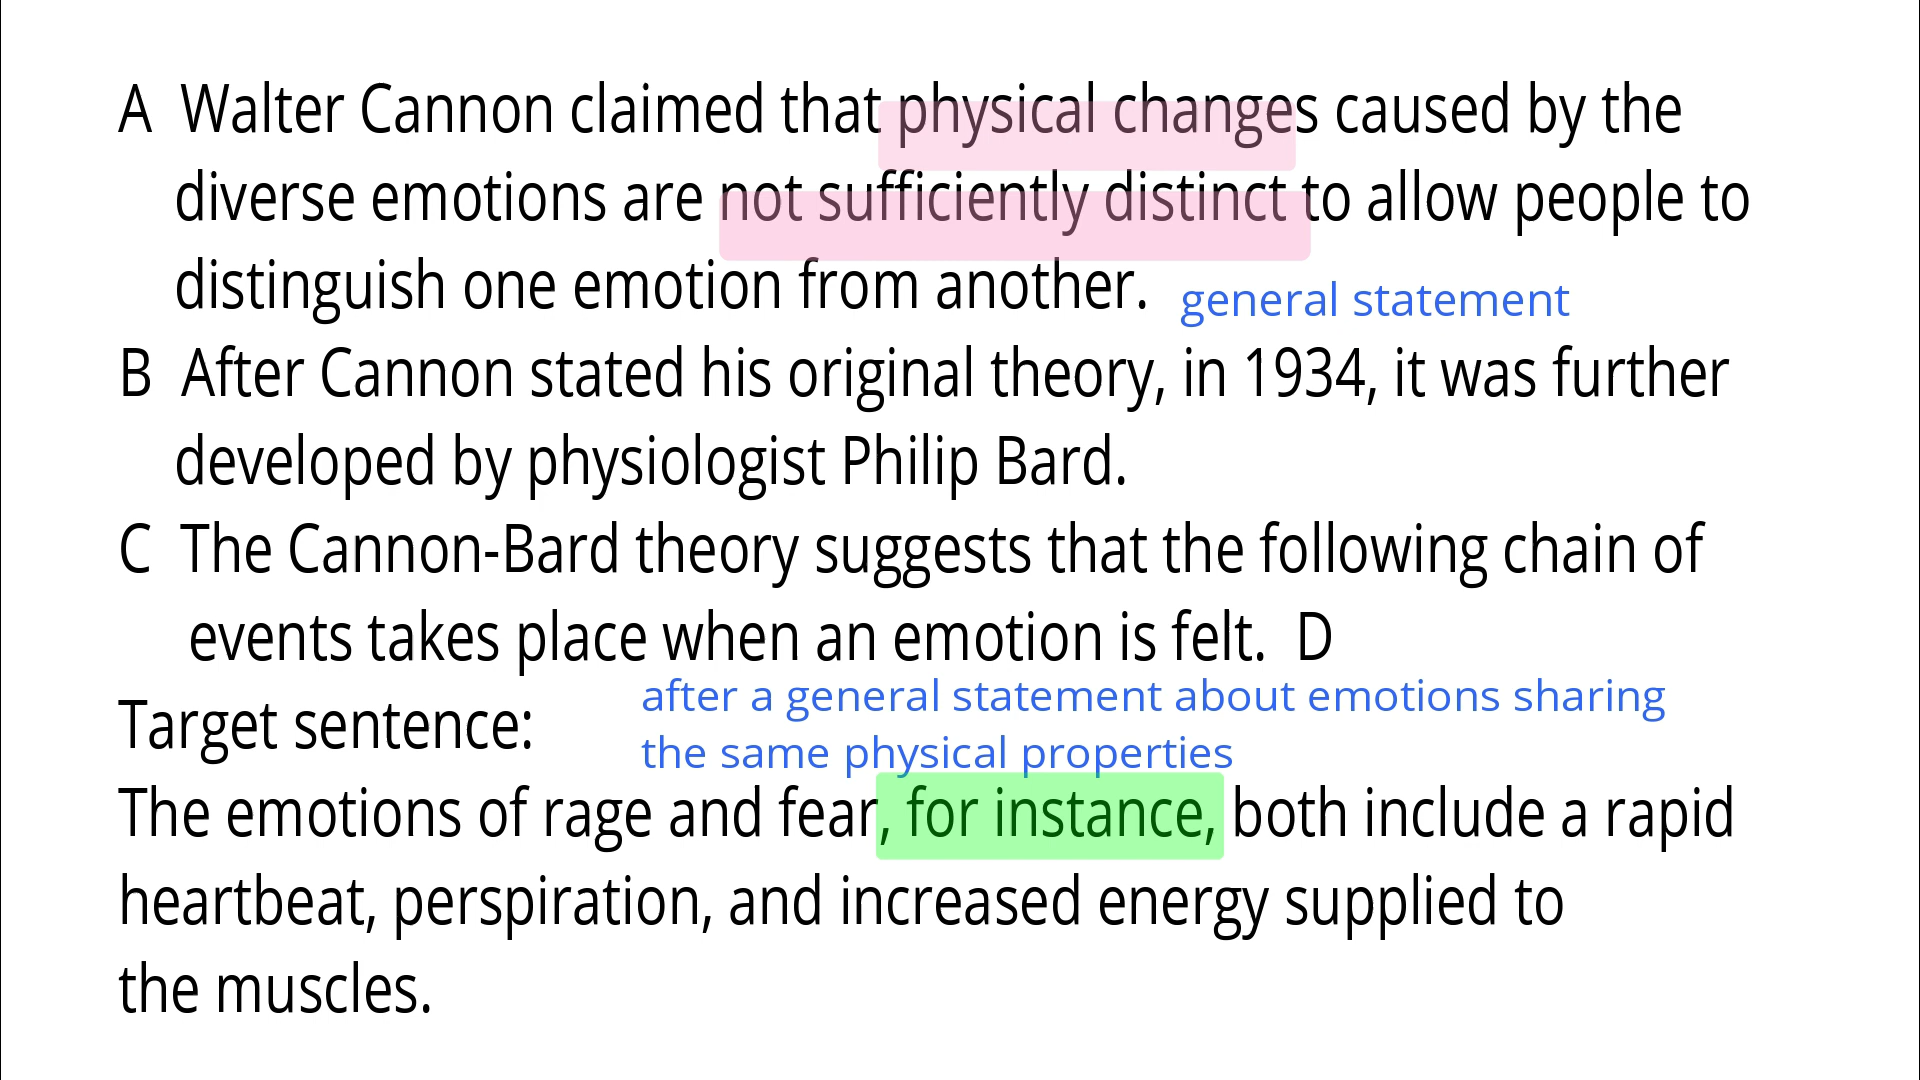 A Walter Cannon claimed that physical changes caused by the
diverse emotions are not sufficiently distinct to allow people to
distinguish one emotion from another. general statement
B After Cannon stated his original theory, in 1934, it was further
developed by physiologist Philip Bard.
C The Cannon-Bard theory suggests that the following chain of
events takes place when an emotion is felt. D
after a general statement about emotions sharing
Target sentence:
the same physical properties
The emotions of rage and fear, for instance, both include a rapid
heartbeat, perspiration, and increased energy supplied to
the muscles.